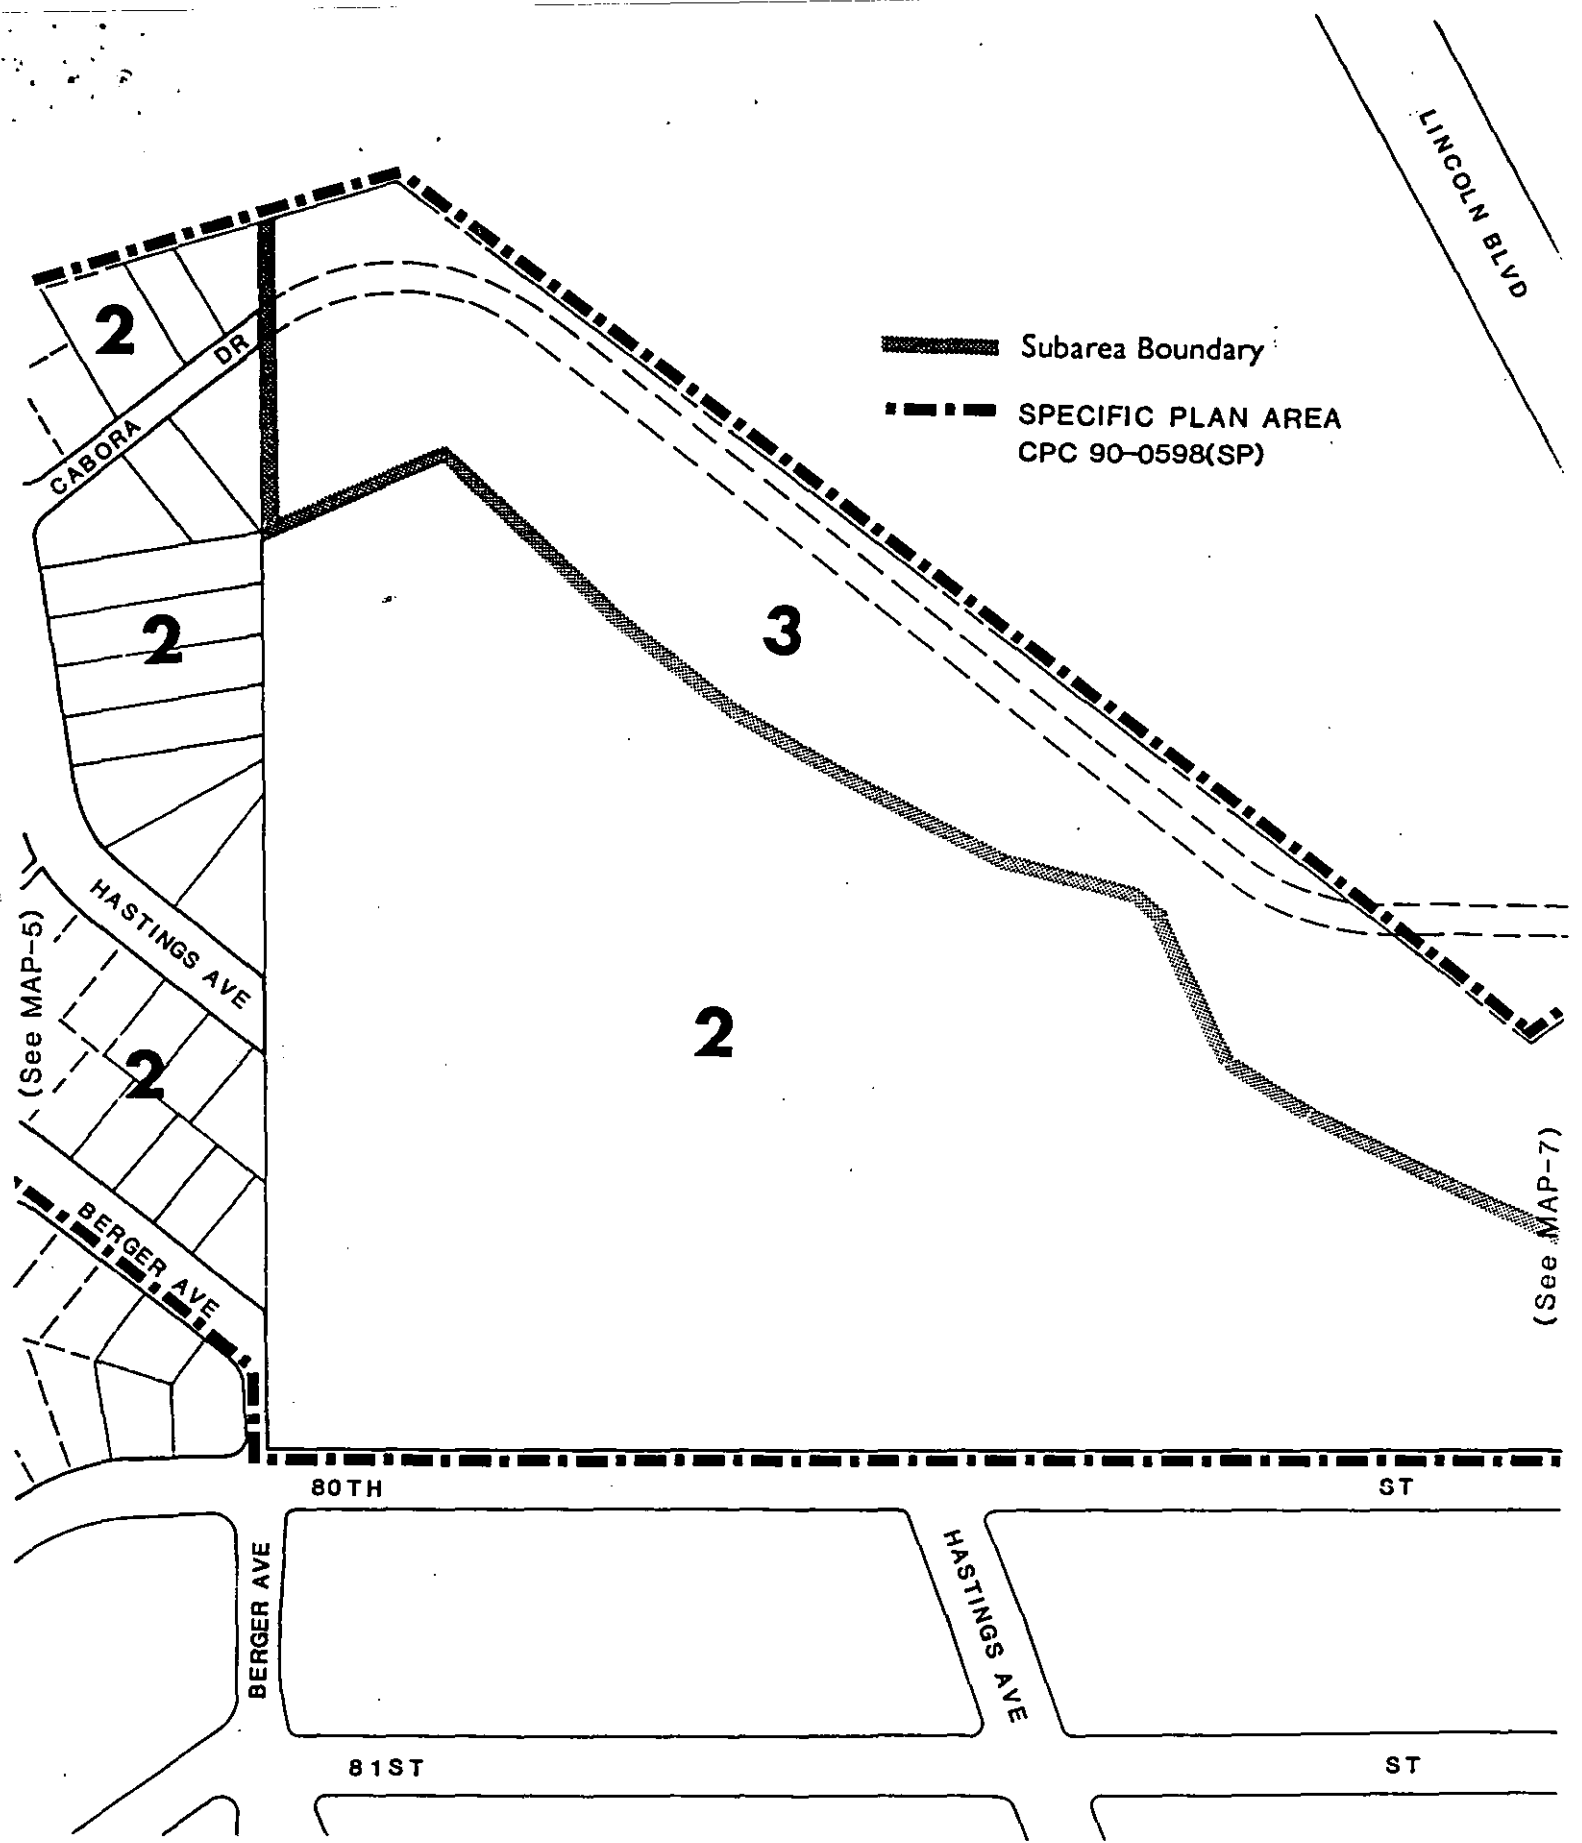 LINCOLN BLVD
2
DR
CABORA
Subarea Boundary
SPECIFIC PLAN AREA
CPC 90-0598(SP)
2
3
HASTINGS AVE
(See MAP-5)
2
2
BERGER AVE
(See MAP-7)
80TH
ST
BERGER AVE
HASTINGS AVE
81ST
ST